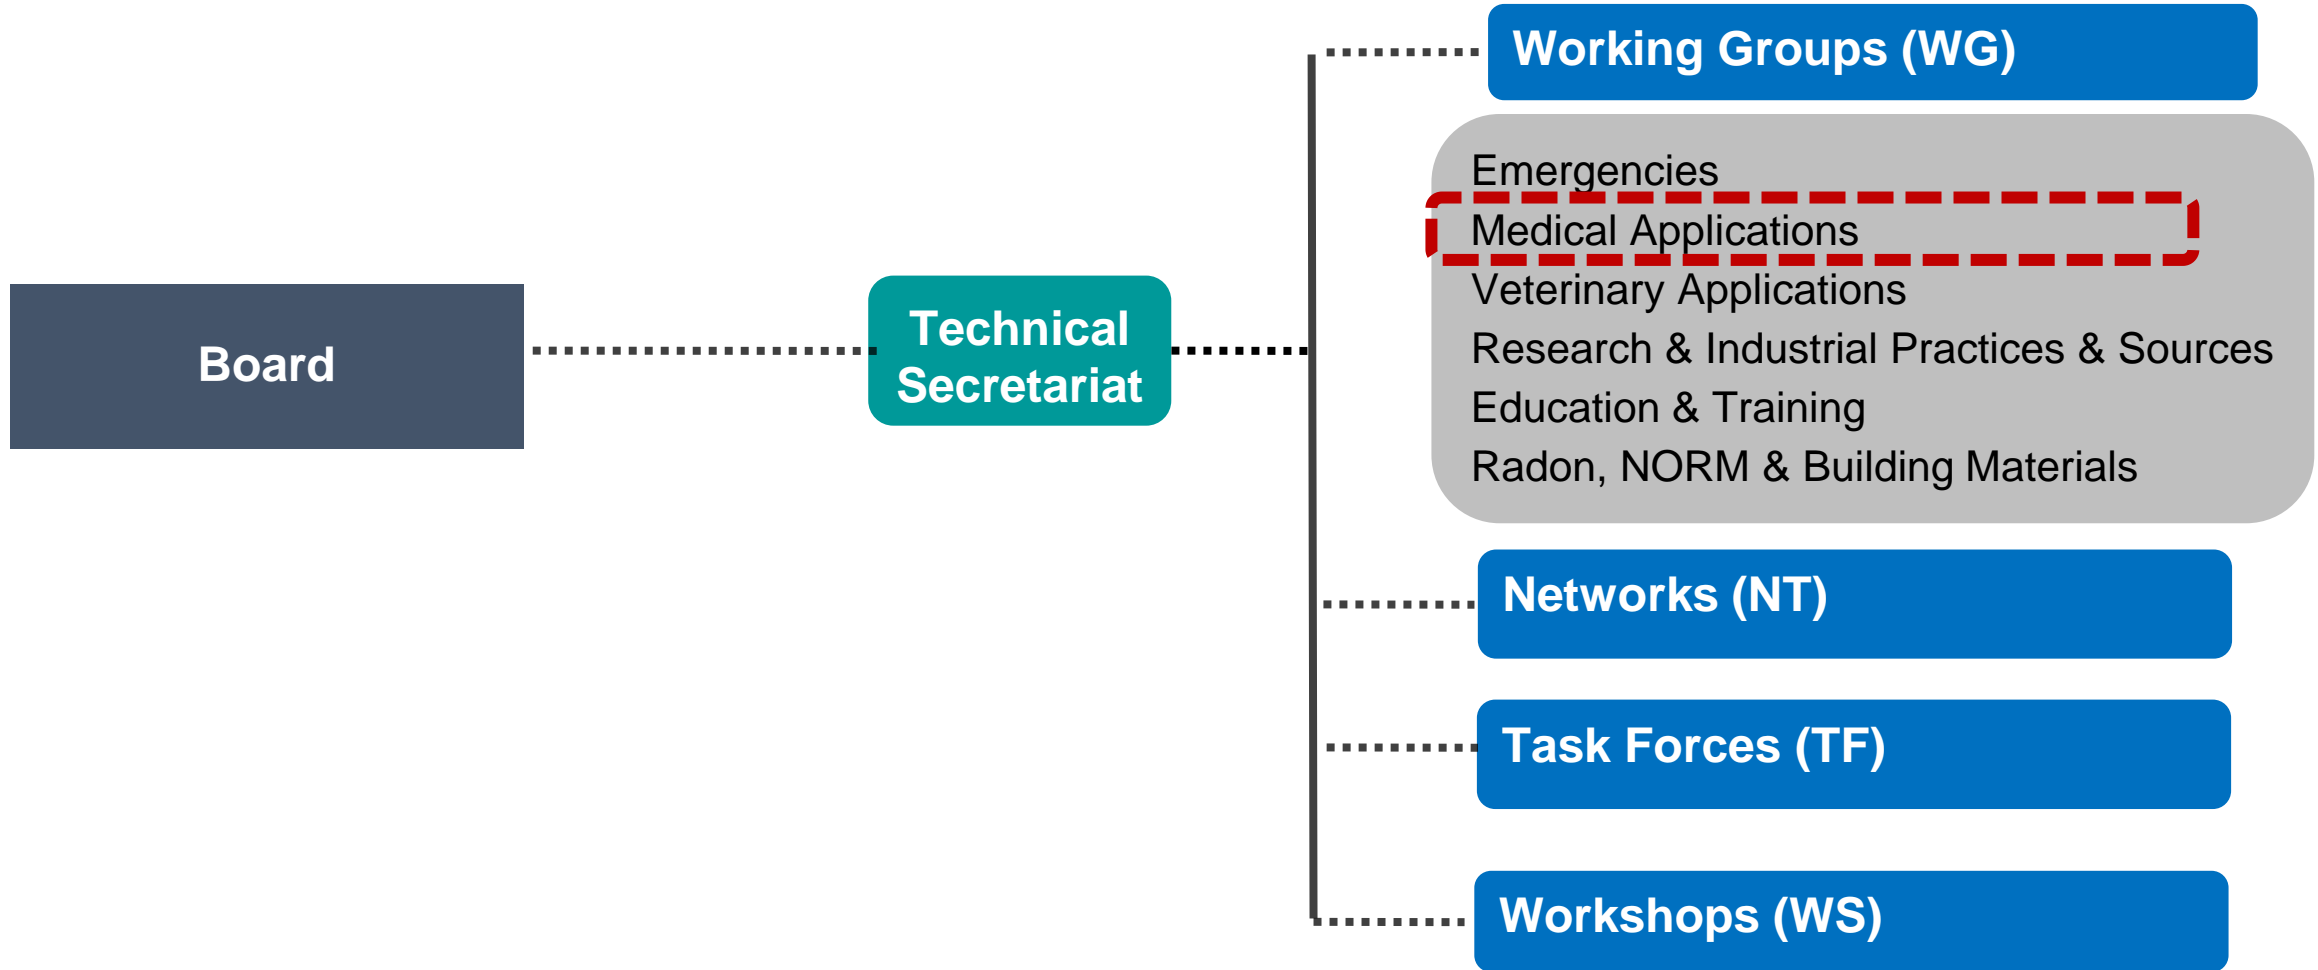 Board
Technical
Secretariat
Working Groups (WG)
Emergencies
Medical Applications
Veterinary Applications
Research & Industrial Practices & Sources
Education & Training
Radon, NORM & Building Materials
Networks (NT)
Task Forces (TF)
Workshops (WS)